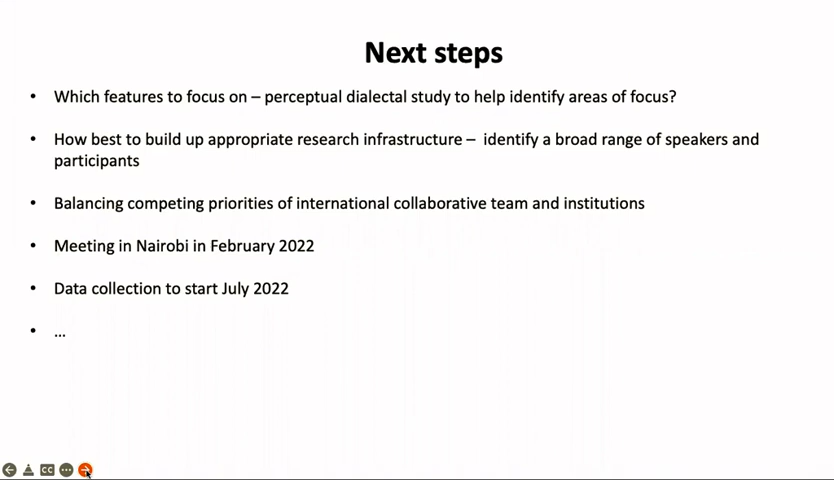 Next steps
• Which features to focus on – perceptual dialectal study to help identify areas of focus?
• How best to build up appropriate research infrastructure – identify a broad range of speakers and
participants
• Balancing competing priorities of international collaborative team and institutions
• Meeting in Nairobi in February 2022
• Data collection to start July 2022
• ...
CC